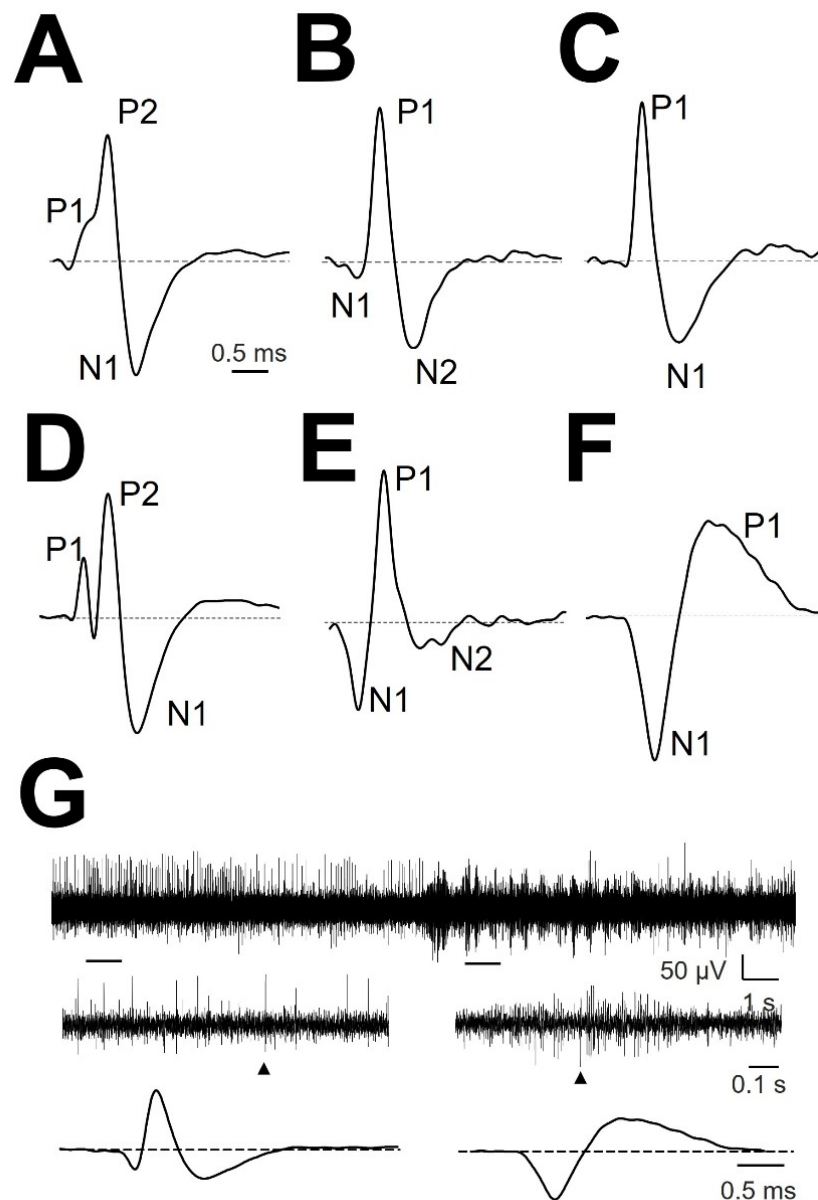 A B C
P2 P1 P1
P1
N1
N1 0.5 ms N2 N1
D E F
P2 P1
P1 P1
N2
N1 N1 N1
G
50 µV
1 s
0.1 s
0.5 ms